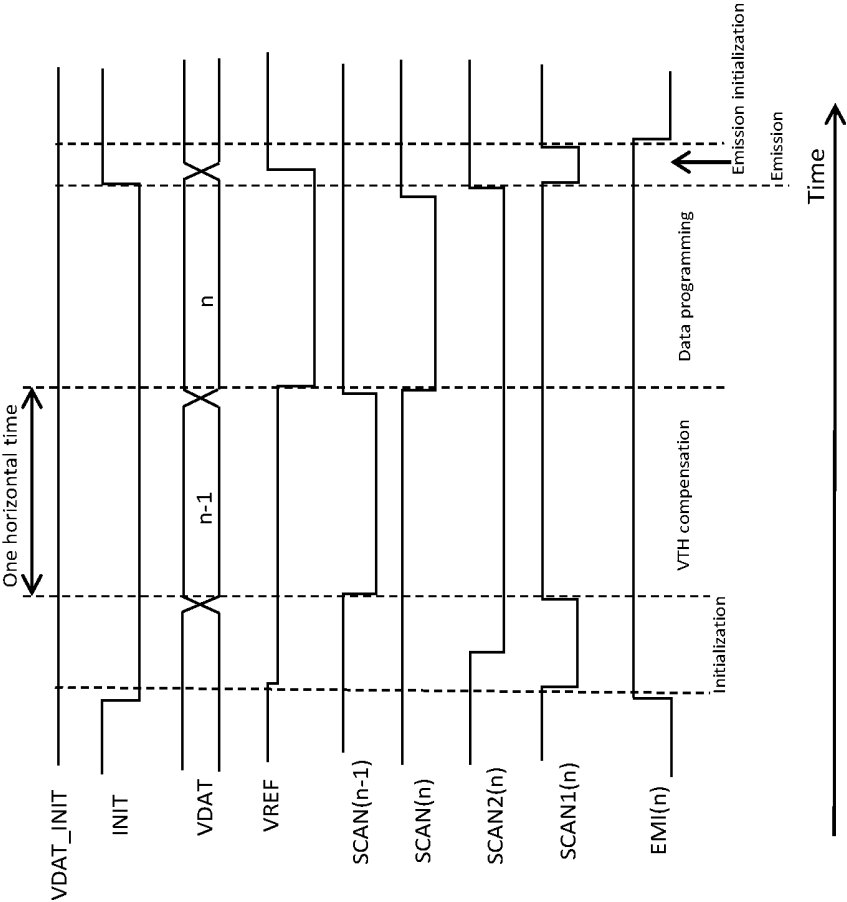 One horizontal time
VDAT_INIT
INIT
VDAT
n-1
n
VREF
SCAN(n-1)
SCAN(n)
SCAN2(n)
SCAN1(n)
EMI(n)
Initialization
VTH compensation
Data programming
Emission initialization
Emission
Time